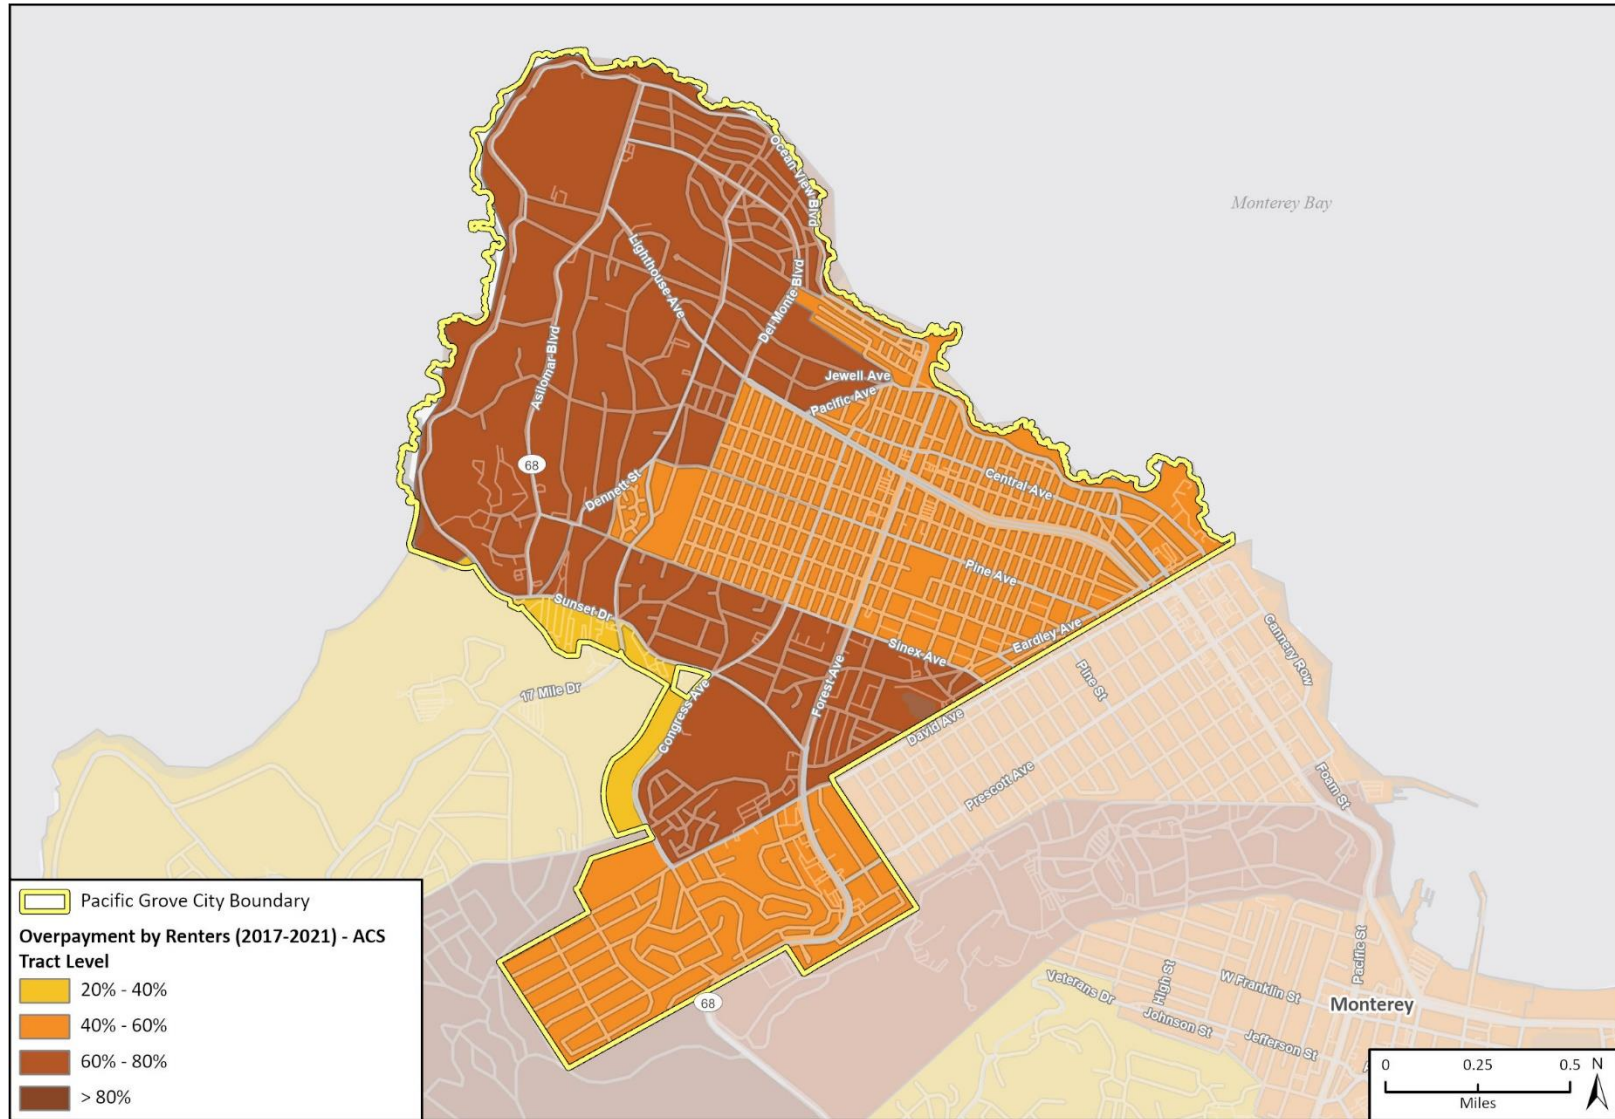 Monterey Bay
Ocean View Blvd
Lighthouse Ave
Del Monte Blvd
Asilomar Blvd
Jewell Ave
Pacific Ave
68
Dennett St
Central Ave
Pine Ave
Sunset Dr
Sinex Ave
Eardley Ave
Cannery Row
Pine St
17 Mile Dr
Congress Ave
Forest Ave
David Ave
Prescott Ave
Foam St
68
Veterans Dr
High St
W Franklin St
Pacific St
Monterey
Johnson St
Jefferson St
Pacific Grove City Boundary
Overpayment by Renters (2017-2021) - ACS
Tract Level
20% - 40%
40% - 60%
60% - 80%
> 80%
0 0.25 0.5 N
Miles